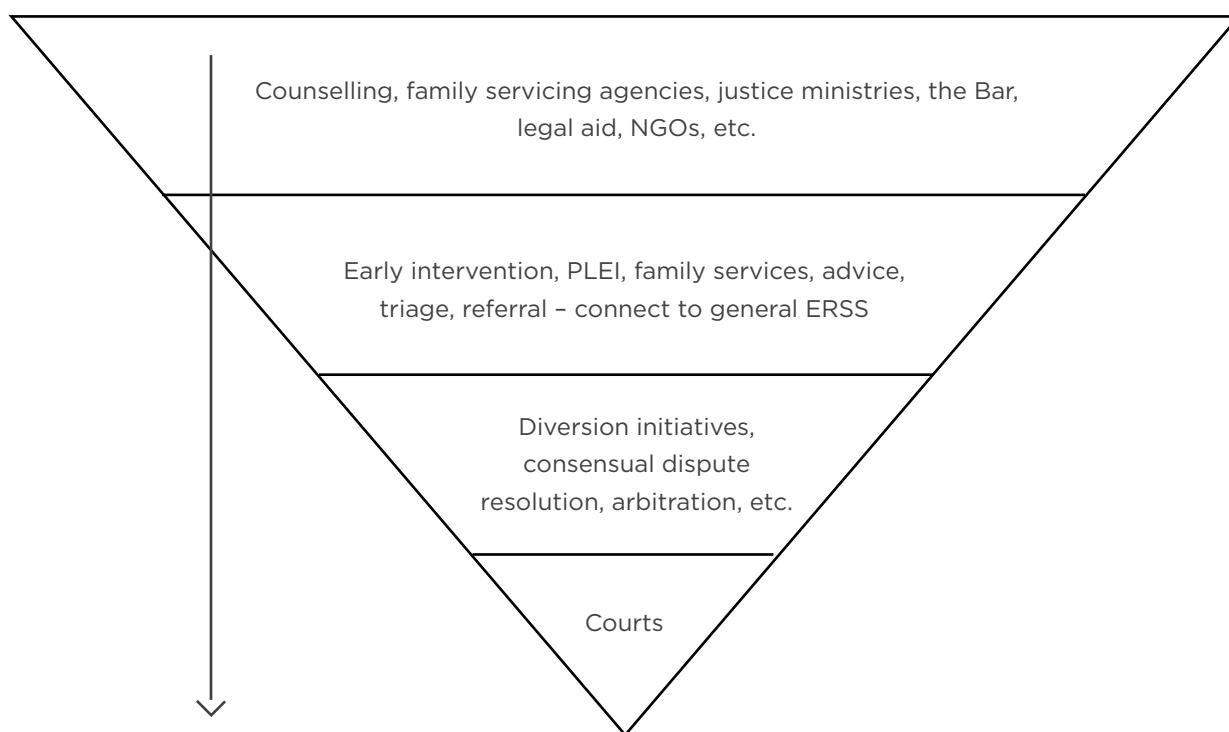 Counselling, family servicing agencies, justice ministries, the Bar,
legal aid, NGOs, etc.
Early intervention, PLEI, family services, advice,
triage, referral – connect to general ERSS
Diversion initiatives,
consensual dispute
resolution, arbitration, etc.
Courts